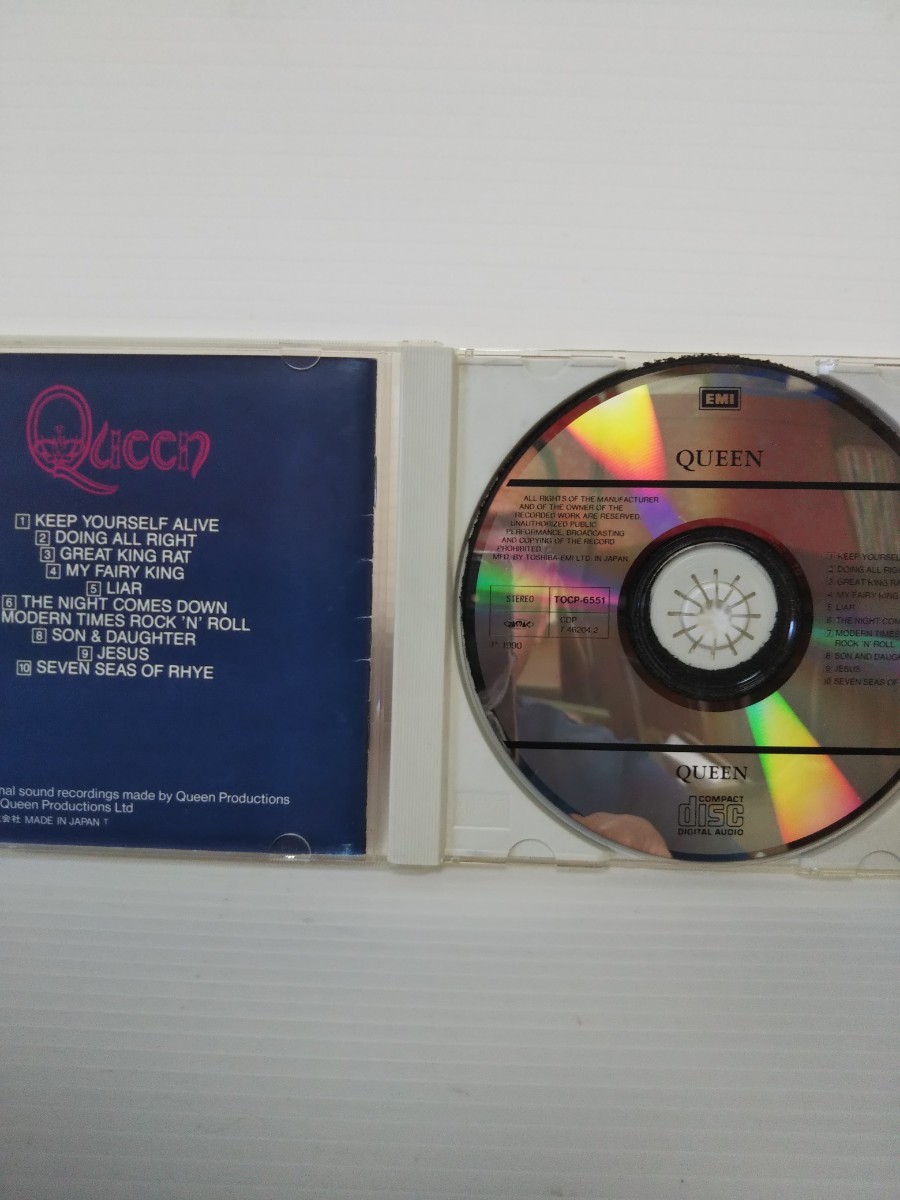 Queen
1 KEEP YOURSELF ALIVE
2 DOING ALL RIGHT
3 GREAT KING RAT
4 MY FAIRY KING
5 LIAR
6 THE NIGHT COMES DOWN
MODERN TIMES ROCK 'N' ROLL
8 SON & DAUGHTER
9 JESUS
10 SEVEN SEAS OF RHYE
nal sound recordings made by Queen Productions
Queen Productions Ltd
会社 MADE IN JAPAN T
EMI
QUEEN
ALL RIGHTS OF THE MANUFACTURER
AND OF THE OWNER OF THE
RECORDED WORK ARE RESERVED.
UNAUTHORIZED PUBLIC
PERFORMANCE, BROADCASTING
AND COPYING OF THE RECORD
PROHIBITED.
MFD. BY TOSHIBA-EMI LTD. IN JAPAN
STEREO
TOCP-6551
CDP
7 46204 2
℗ 1990
1 KEEP YOURSEL
2 DOING ALL RIG
3 GREAT KING RA
4 MY FAIRY KING
5 LIAR
6 THE NIGHT COM
7 MODERN TIMES
ROCK 'N' ROLL
8 SON AND DAUG
9 JESUS
10 SEVEN SEAS OF
QUEEN
COMPACT
disc
DIGITAL AUDIO